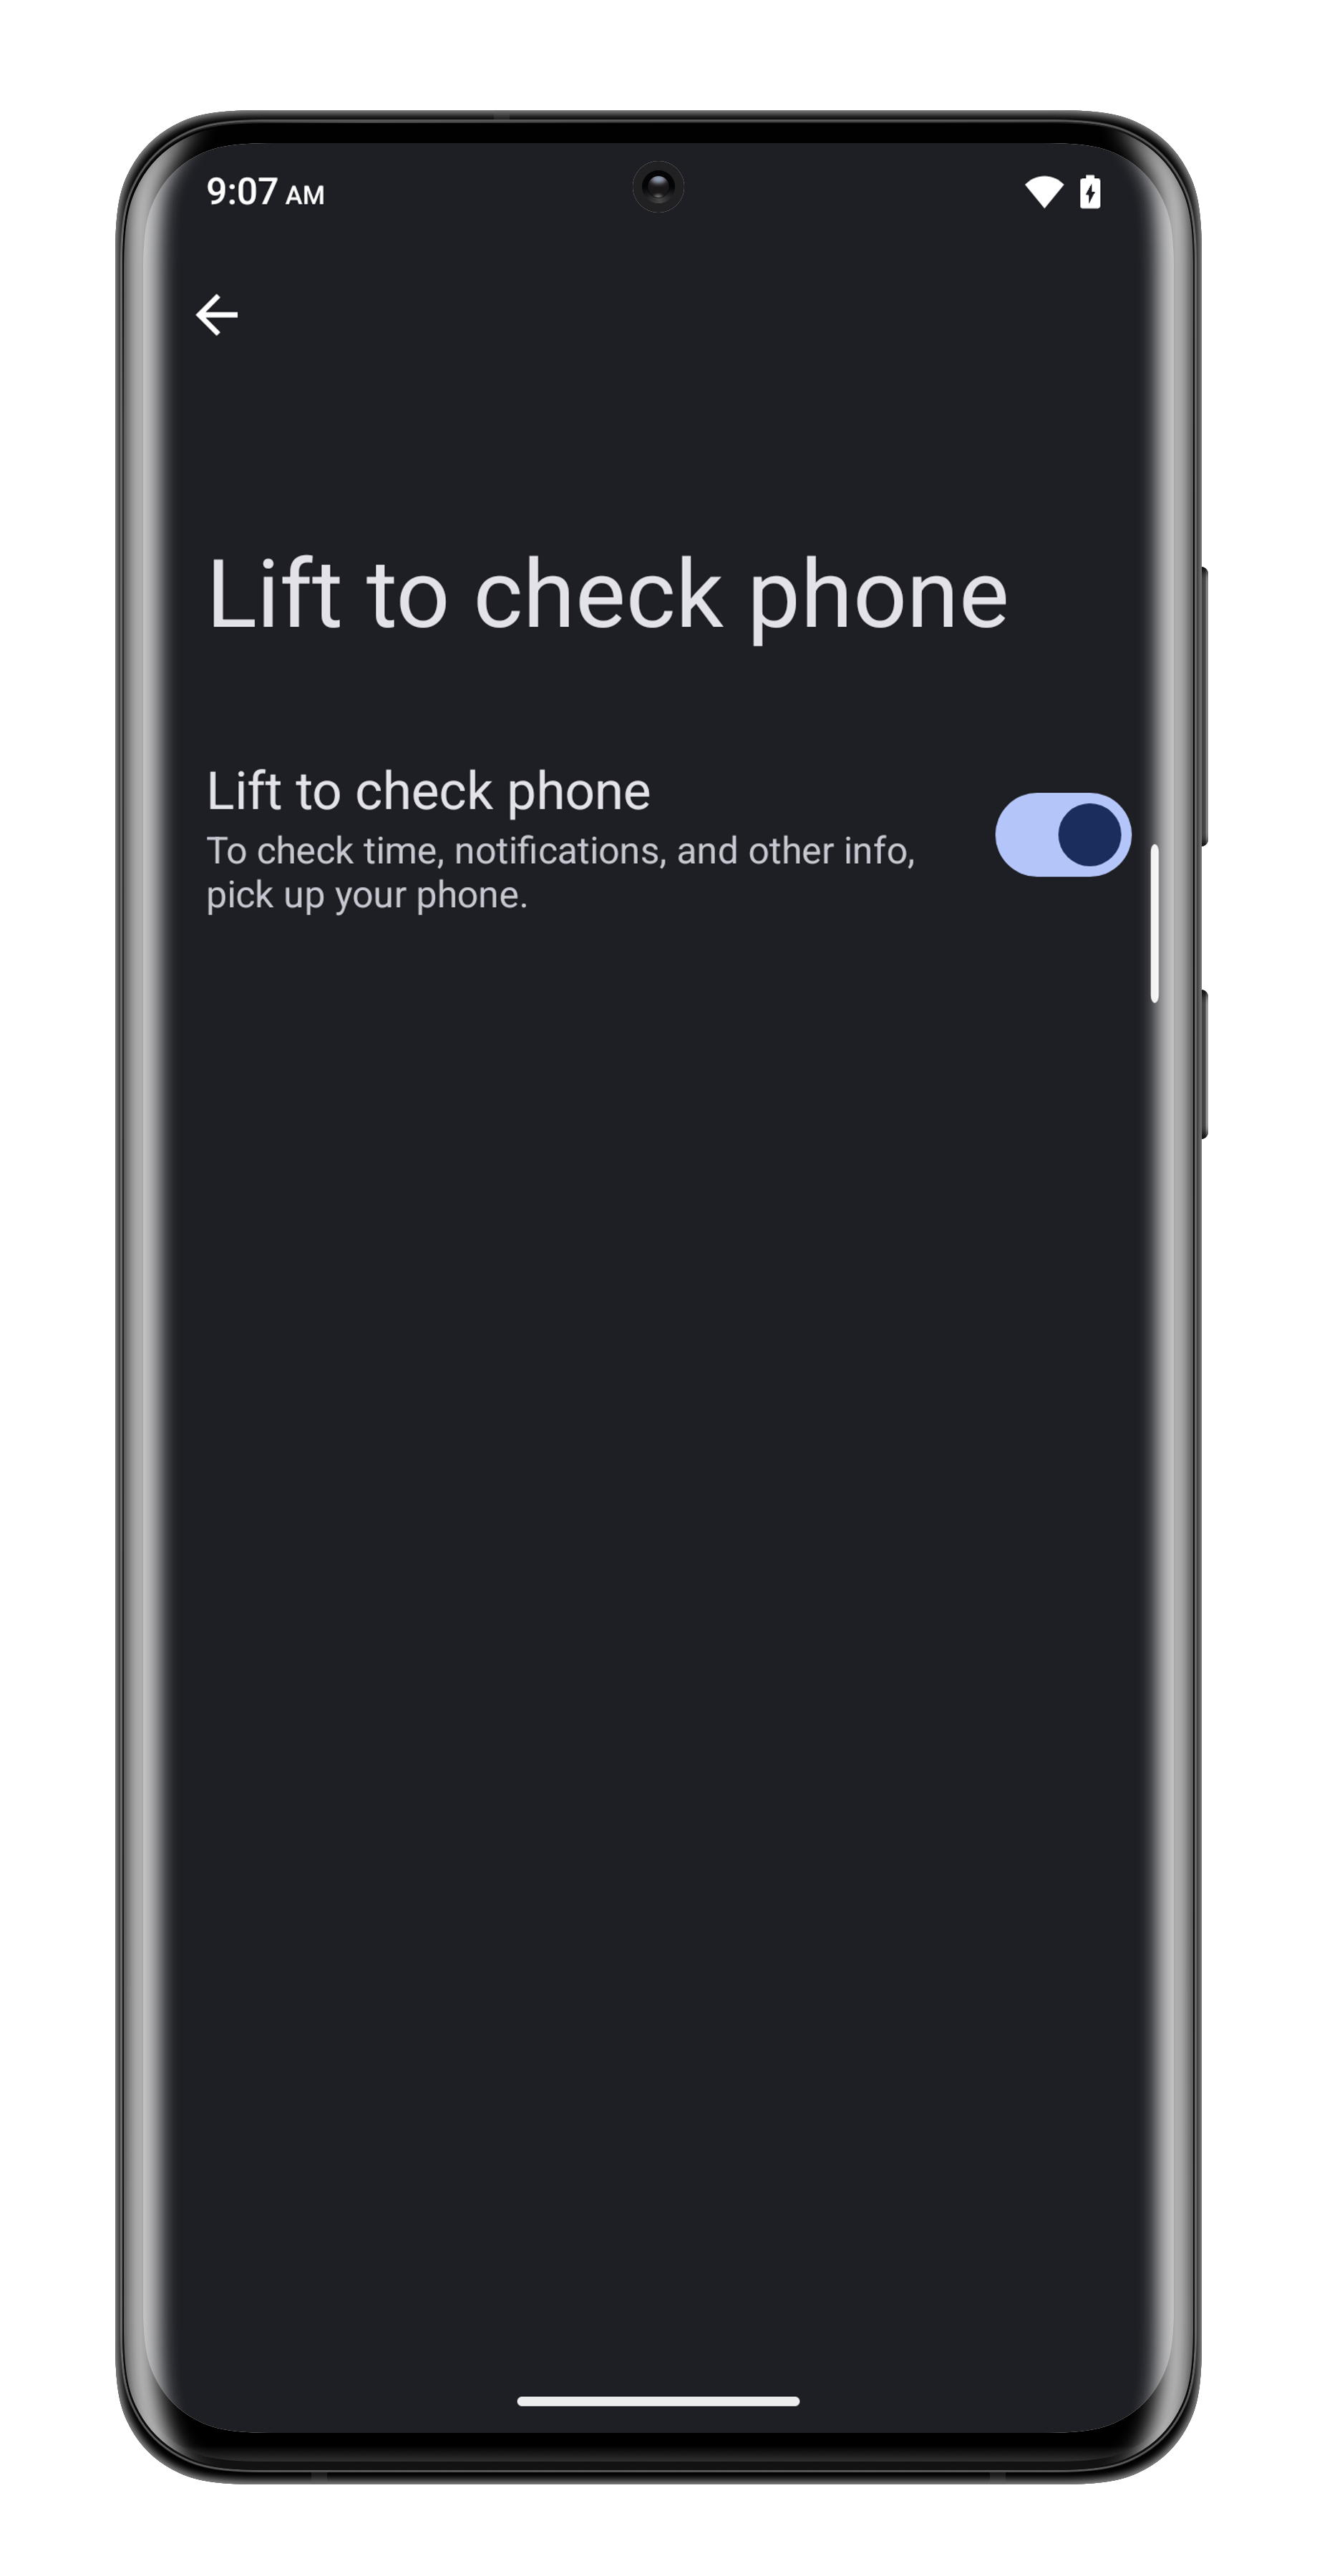 9:07 AM
Lift to check phone
Lift to check phone
To check time, notifications, and other info,
pick up your phone.